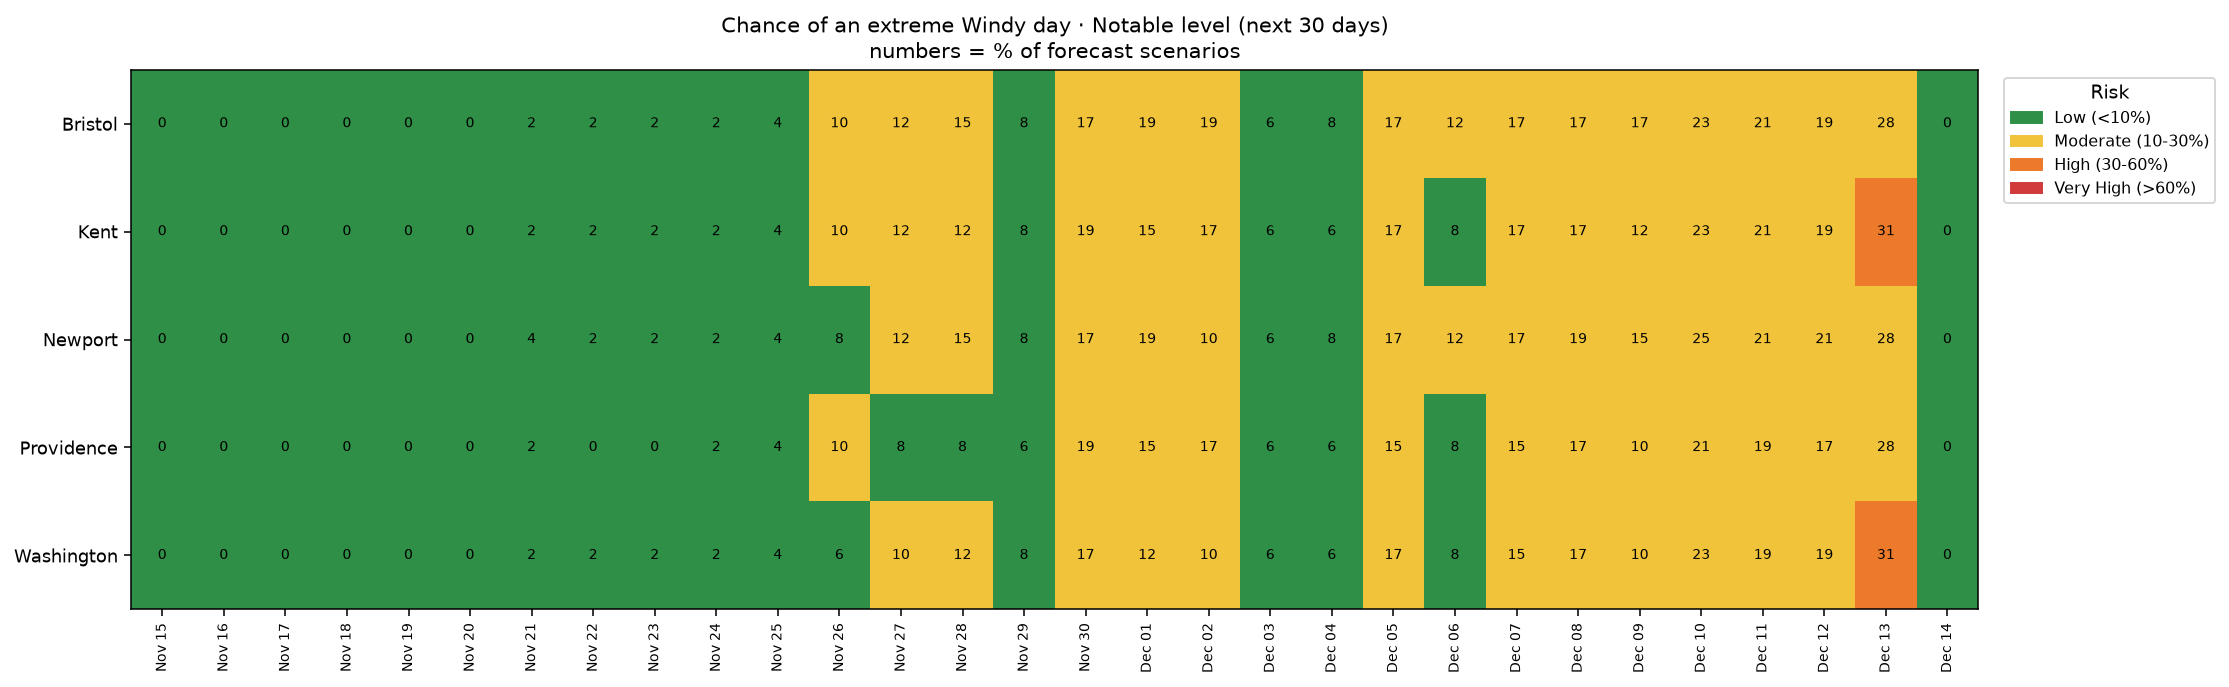 Chance of an extreme Windy day · Notable level (next 30 days)
numbers = % of forecast scenarios
Bristol 0 0 0 0 0 0 2 2 2 2 4 10 12 15 8 17 19 19 6 8 17 12 17 17 17 23 21 19 28 0
Kent 0 0 0 0 0 0 2 2 2 2 4 10 12 12 8 19 15 17 6 6 17 8 17 17 12 23 21 19 31 0
Newport 0 0 0 0 0 0 4 2 2 2 4 8 12 15 8 17 19 10 6 8 17 12 17 19 15 25 21 21 28 0
Providence 0 0 0 0 0 0 2 0 0 2 4 10 8 8 6 19 15 17 6 6 15 8 15 17 10 21 19 17 28 0
Washington 0 0 0 0 0 0 2 2 2 2 4 6 10 12 8 17 12 10 6 6 17 8 15 17 10 23 19 19 31 0
Nov 15 Nov 16 Nov 17 Nov 18 Nov 19 Nov 20 Nov 21 Nov 22 Nov 23 Nov 24 Nov 25 Nov 26 Nov 27 Nov 28 Nov 29 Nov 30 Dec 01 Dec 02 Dec 03 Dec 04 Dec 05 Dec 06 Dec 07 Dec 08 Dec 09 Dec 10 Dec 11 Dec 12 Dec 13 Dec 14
Risk
Low (<10%)
Moderate (10-30%)
High (30-60%)
Very High (>60%)